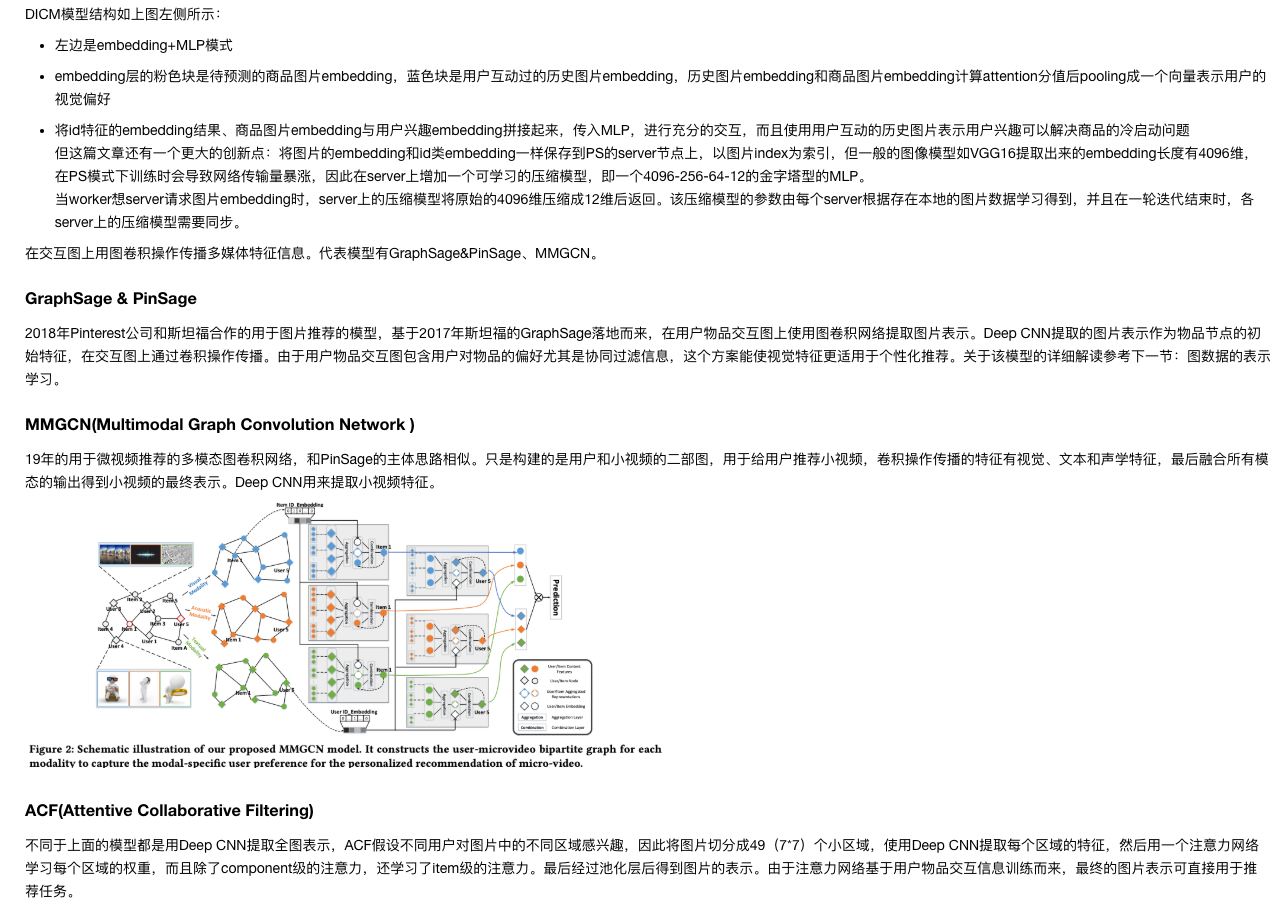 DICM模型结构如上图左侧所示：
左边是embedding+MLP模式
embedding层的粉色块是待预测的商品图片embedding，蓝色块是用户互动过的历史图片embedding，历史图片embedding和商品图片embedding计算attention分值后pooling成一个向量表示用户的
视觉偏好
将id特征的embedding结果、商品图片embedding与用户兴趣embedding拼接起来，传入MLP，进行充分的交互，而且使用用户互动的历史图片表示用户兴趣可以解决商品的冷启动问题
但这篇文章还有一个更大的创新点：将图片的embedding和id类embedding一样保存到PS的server节点上，以图片index为索引，但一般的图像模型如VGG16提取出来的embedding长度有4096维，
在PS模式下训练时会导致网络传输量暴涨，因此在server上增加一个可学习的压缩模型，即一个4096-256-64-12的金字塔型的MLP。
当worker想server请求图片embedding时，server上的压缩模型将原始的4096维压缩成12维后返回。该压缩模型的参数由每个server根据存在本地的图片数据学习得到，并且在一轮迭代结束时，各
server上的压缩模型需要同步。
在交互图上用图卷积操作传播多媒体特征信息。代表模型有GraphSage&PinSage、MMGCN。
GraphSage & PinSage
2018年Pinterest公司和斯坦福合作的用于图片推荐的模型，基于2017年斯坦福的GraphSage落地而来，在用户物品交互图上使用图卷积网络提取图片表示。Deep CNN提取的图片表示作为物品节点的初
始特征，在交互图上通过卷积操作传播。由于用户物品交互图包含用户对物品的偏好尤其是协同过滤信息，这个方案能使视觉特征更适用于个性化推荐。关于该模型的详细解读参考下一节：图数据的表示
学习。
MMGCN(Multimodal Graph Convolution Network )
19年的用于微视频推荐的多模态图卷积网络，和PinSage的主体思路相似。只是构建的是用户和小视频的二部图，用于给用户推荐小视频，卷积操作传播的特征有视觉、文本和声学特征，最后融合所有模
态的输出得到小视频的最终表示。Deep CNN用来提取小视频特征。
Item ID Embedding
Item 1
User 5
Visual
Modality
Aggregation
Combination
Item 1
User 5
Prediction
User 3
Item 2
User 2
Item 5
Item 4
Item 1
Item 3
User 5
User 1
User 4
Item 6
Acoustic
Modality
Item 1
User 5
Aggregation
Combination
Item 1
User 5
Textual
Modality
Item 1
User 5
Aggregation
Combination
Item 1
User 5
User ID Embedding
User/Item Content
Features
User/Item Node
User/Item Aggregated
Representations
User/Item Embedding
Aggregation
Aggregation Layer
Combination
Combination Layer
Figure 2: Schematic illustration of our proposed MMGCN model. It constructs the user-microvideo bipartite graph for each
modality to capture the modal-specific user preference for the personalized recommendation of micro-video.
ACF(Attentive Collaborative Filtering)
不同于上面的模型都是用Deep CNN提取全图表示，ACF假设不同用户对图片中的不同区域感兴趣，因此将图片切分成49（7*7）个小区域，使用Deep CNN提取每个区域的特征，然后用一个注意力网络
学习每个区域的权重，而且除了component级的注意力，还学习了item级的注意力。最后经过池化层后得到图片的表示。由于注意力网络基于用户物品交互信息训练而来，最终的图片表示可直接用于推
荐任务。